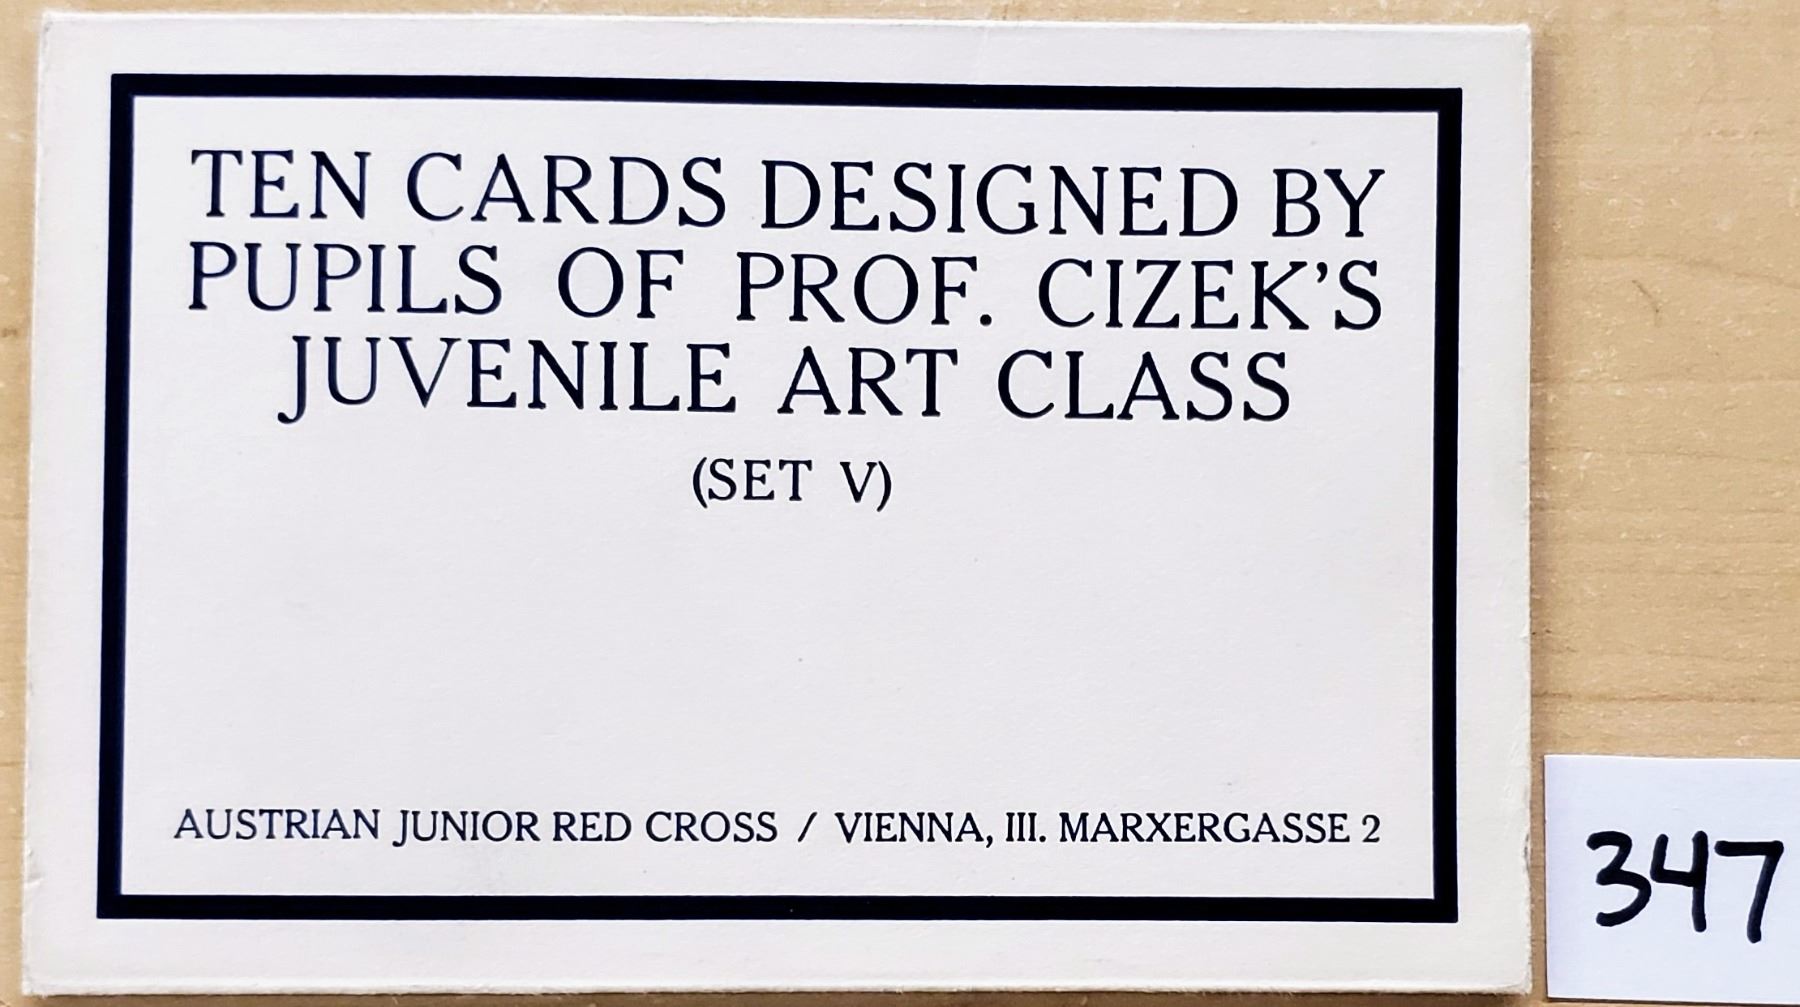 TEN CARDS DESIGNED BY
PUPILS OF PROF. CIZEK'S
JUVENILE ART CLASS
(SET V)
AUSTRIAN JUNIOR RED CROSS / VIENNA, III. MARXERGASSE 2
347